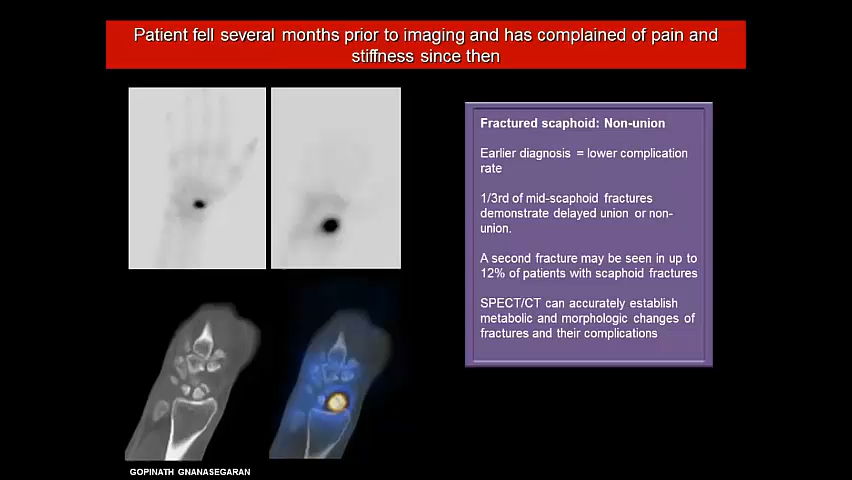 Patient fell several months prior to imaging and has complained of pain and
stiffness since then
Fractured scaphoid: Non-union
Earlier diagnosis = lower complication
rate
1/3rd of mid-scaphoid fractures
demonstrate delayed union or non-
union.
A second fracture may be seen in up to
12% of patients with scaphoid fractures
SPECT/CT can accurately establish
metabolic and morphologic changes of
fractures and their complications
GOPINATH GNANASEGARAN